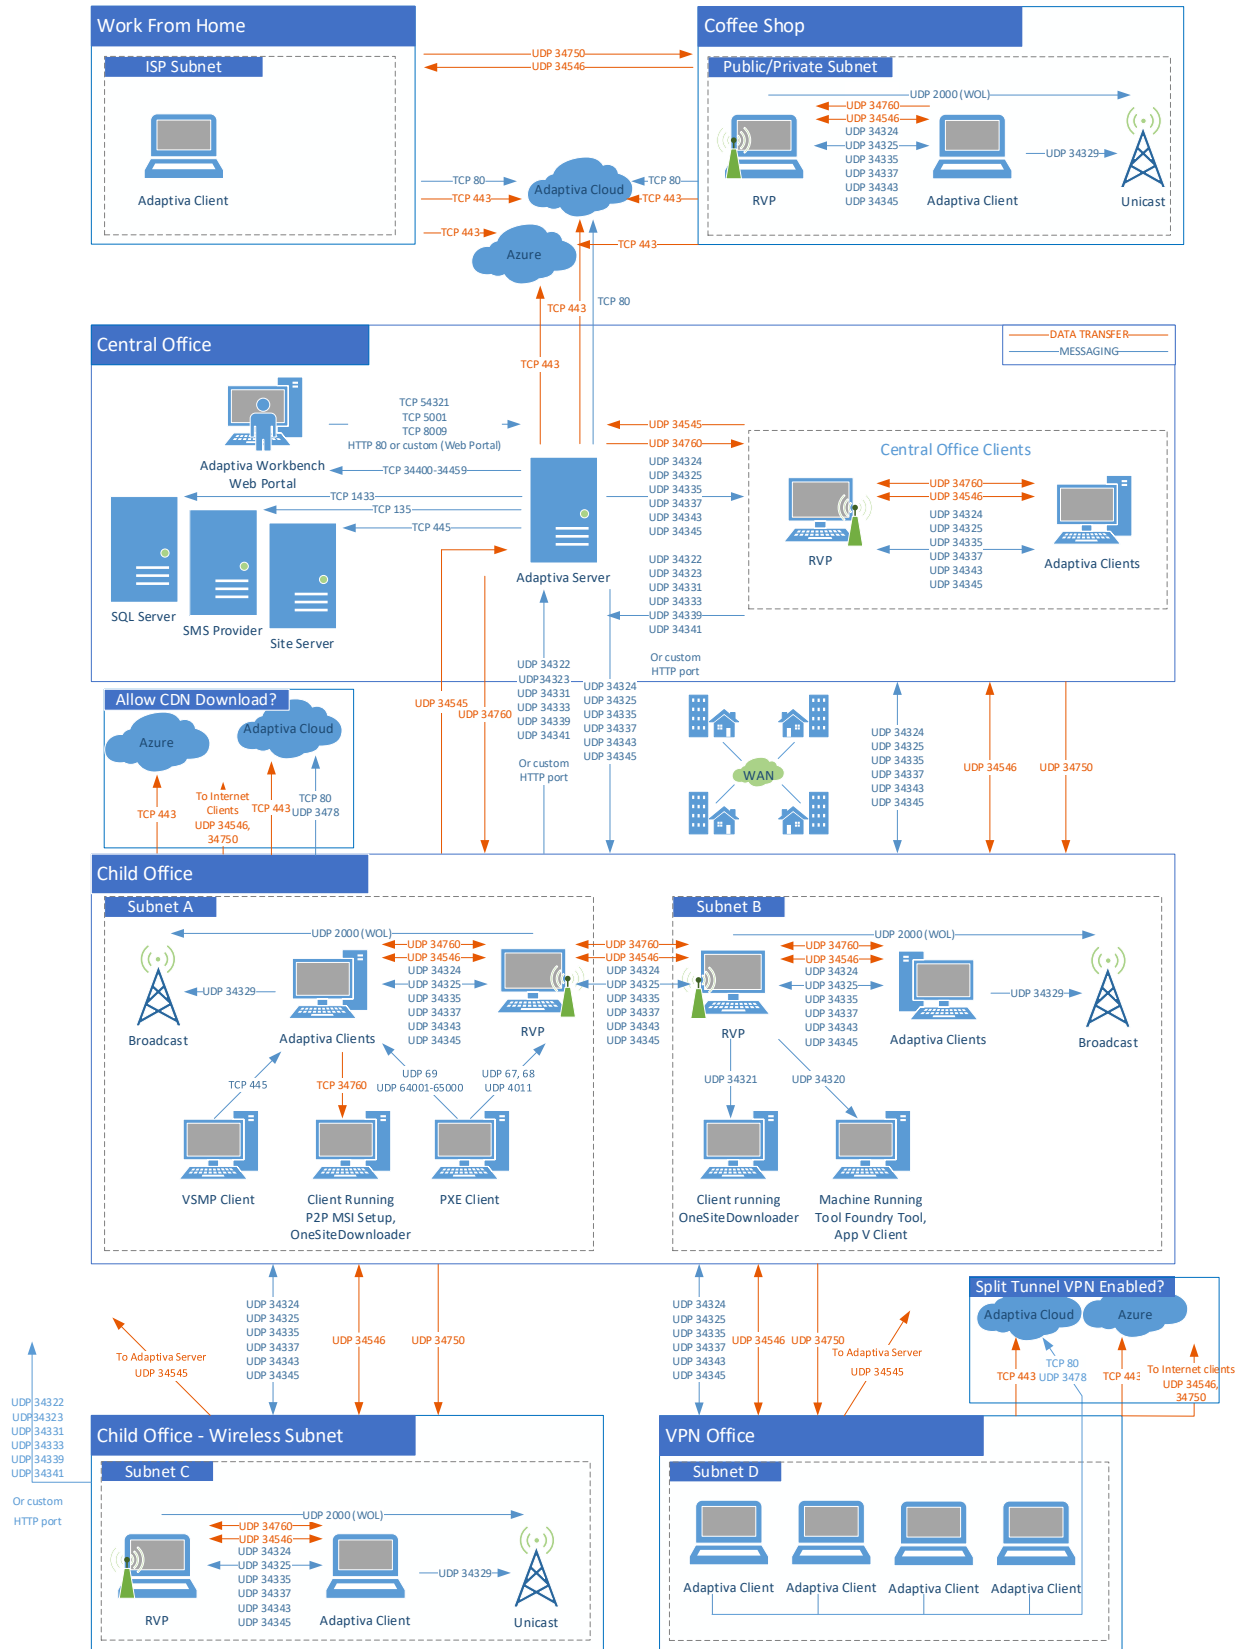 Work From Home
ISP Subnet
Adaptiva Client
UDP 34750
UDP 34546
Coffee Shop
Public/Private Subnet
UDP 2000 (WOL)
UDP 34760
UDP 34546
UDP 34324
UDP 34325
UDP 34335
UDP 34337
UDP 34343
UDP 34345
UDP 34329
RVP
Adaptiva Client
Unicast
TCP 80
TCP 443
TCP 443
Adaptiva Cloud
Azure
TCP 80
TCP 443
TCP 443
TCP 80
TCP 443
TCP 443
Central Office
DATA TRANSFER
MESSAGING
TCP 54321
TCP 5001
TCP 8009
HTTP 80 or custom (Web Portal)
Adaptiva Workbench
Web Portal
TCP 34400-34459
TCP 1433
TCP 135
TCP 445
SQL Server
SMS Provider
Site Server
Adaptiva Server
UDP 34545
UDP 34760
UDP 34324
UDP 34325
UDP 34335
UDP 34337
UDP 34343
UDP 34345
UDP 34322
UDP 34323
UDP 34331
UDP 34333
UDP 34339
UDP 34341
Or custom
HTTP port
Central Office Clients
UDP 34760
UDP 34546
UDP 34324
UDP 34325
UDP 34335
UDP 34337
UDP 34343
UDP 34345
RVP
Adaptiva Clients
Allow CDN Download?
Azure
Adaptiva Cloud
TCP 443
To Internet
Clients
UDP 34546,
34750
TCP 443
TCP 80
UDP 3478
UDP 34545
UDP 34760
UDP 34322
UDP34323
UDP 34331
UDP 34333
UDP 34339
UDP 34341
Or custom
HTTP port
UDP 34324
UDP 34325
UDP 34335
UDP 34337
UDP 34343
UDP 34345
WAN
UDP 34324
UDP 34325
UDP 34335
UDP 34337
UDP 34343
UDP 34345
UDP 34546
UDP 34750
Child Office
Subnet A
UDP 2000 (WOL)
UDP 34760
UDP 34546
UDP 34324
UDP 34325
UDP 34335
UDP 34337
UDP 34343
UDP 34345
UDP 34329
Broadcast
Adaptiva Clients
RVP
TCP 445
TCP 34760
UDP 69
UDP 64001-65000
UDP 67, 68
UDP 4011
VSMP Client
Client Running
P2P MSI Setup,
OneSiteDownloader
PXE Client
UDP 34760
UDP 34546
UDP 34324
UDP 34325
UDP 34335
UDP 34337
UDP 34343
UDP 34345
Subnet B
UDP 2000 (WOL)
UDP 34760
UDP 34546
UDP 34324
UDP 34325
UDP 34335
UDP 34337
UDP 34343
UDP 34345
UDP 34329
RVP
Adaptiva Clients
Broadcast
UDP 34321
UDP 34320
Client running
OneSiteDownloader
Machine Running
Tool Foundry Tool,
App V Client
To Adaptiva Server
UDP 34545
UDP 34324
UDP 34325
UDP 34335
UDP 34337
UDP 34343
UDP 34345
UDP 34546
UDP 34750
UDP 34324
UDP 34325
UDP 34335
UDP 34337
UDP 34343
UDP 34345
UDP 34546
UDP 34750
To Adaptiva Server
UDP 34545
Split Tunnel VPN Enabled?
Adaptiva Cloud
Azure
TCP 443
TCP 80
UDP 3478
TCP 443
To Internet clients
UDP 34546,
34750
UDP 34322
UDP34323
UDP 34331
UDP 34333
UDP 34339
UDP 34341
Or custom
HTTP port
Child Office - Wireless Subnet
Subnet C
UDP 2000 (WOL)
UDP 34760
UDP 34546
UDP 34324
UDP 34325
UDP 34335
UDP 34337
UDP 34343
UDP 34345
UDP 34329
RVP
Adaptiva Client
Unicast
VPN Office
Subnet D
Adaptiva Client
Adaptiva Client
Adaptiva Client
Adaptiva Client